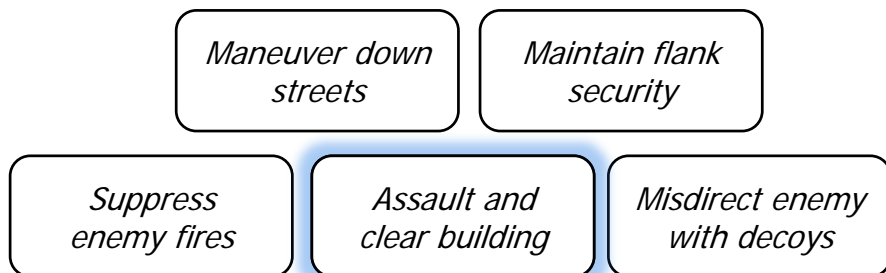 Maneuver down
streets
Maintain flank
security
Suppress
enemy fires
Assault and
clear building
Misdirect enemy
with decoys